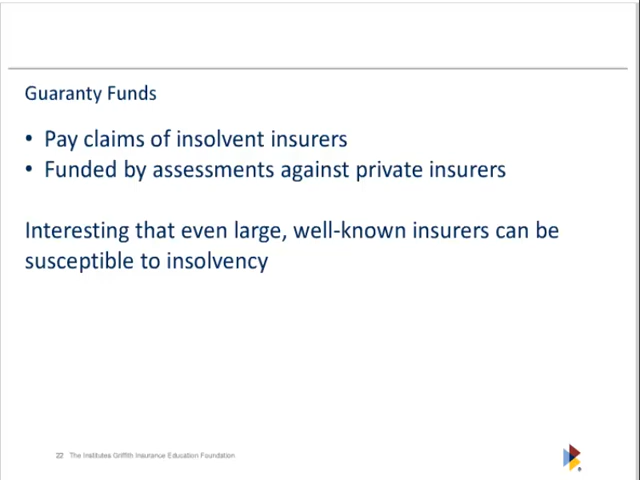 Guaranty Funds
• Pay claims of insolvent insurers
• Funded by assessments against private insurers
Interesting that even large, well-known insurers can be
susceptible to insolvency
22 The Institutes Griffith Insurance Education Foundation